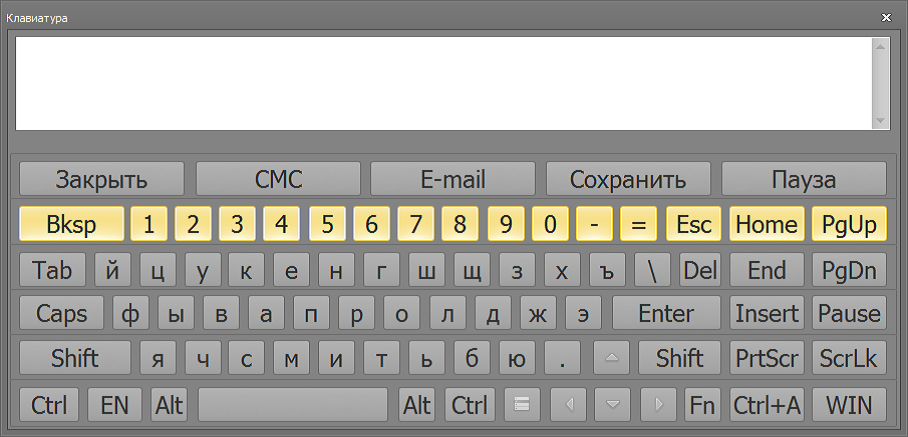 Клавиатура
Закрыть СМС E-mail Сохранить Пауза
Bksp 1 2 3 4 5 6 7 8 9 0 - = Esc Home PgUp
Tab й ц у к е н г ш щ з х ъ \ Del End PgDn
Caps ф ы в а п р о л д ж э Enter Insert Pause
Shift я ч с м и т ь б ю . Shift PrtScr ScrLk
Ctrl EN Alt Alt Ctrl Fn Ctrl+A WIN